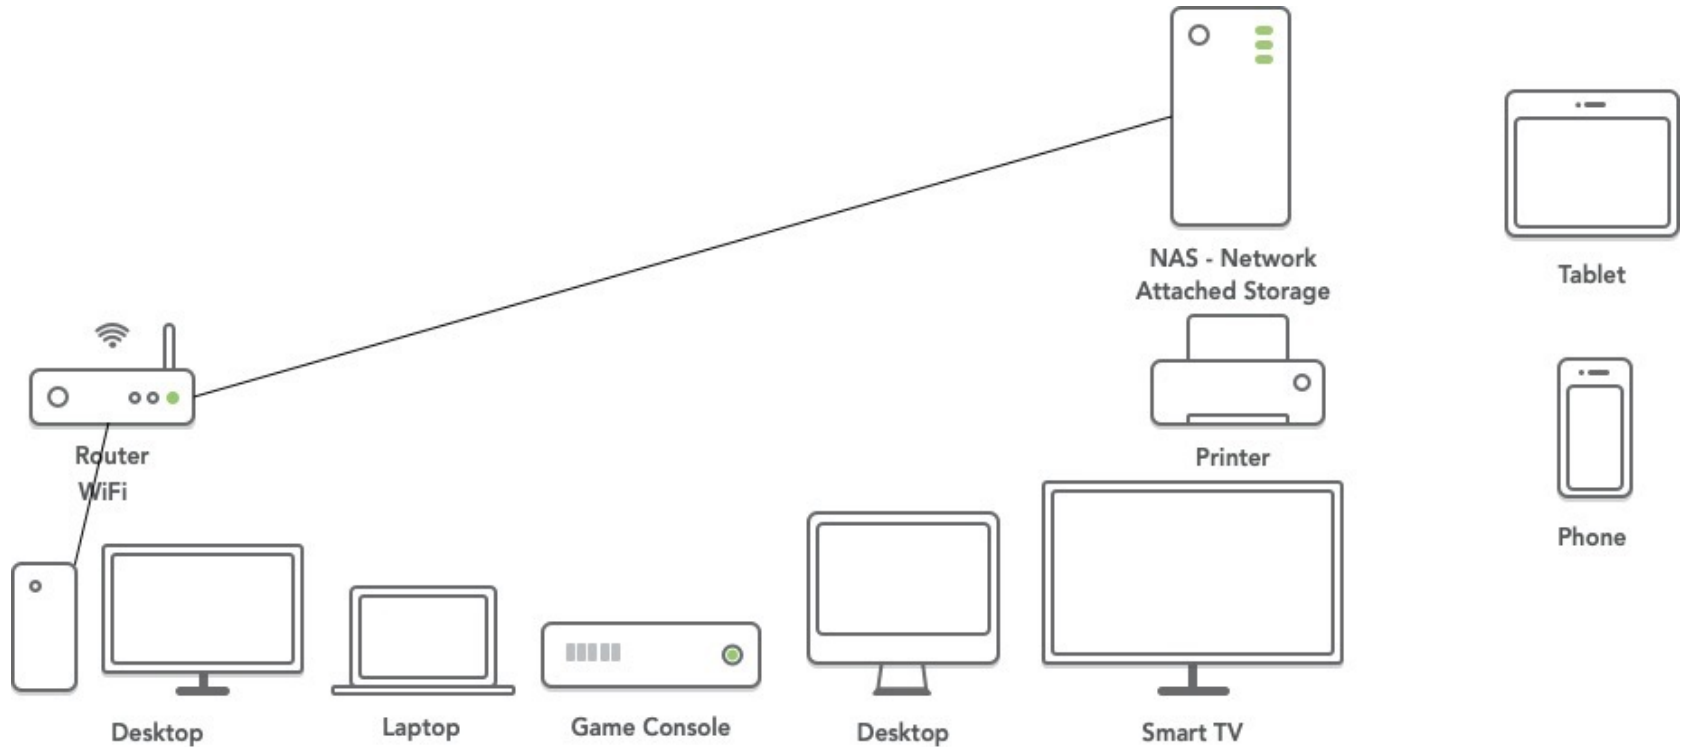 NAS - Network
Attached Storage
Tablet
Router
WiFi
Printer
Phone
Desktop
Laptop
Game Console
Desktop
Smart TV